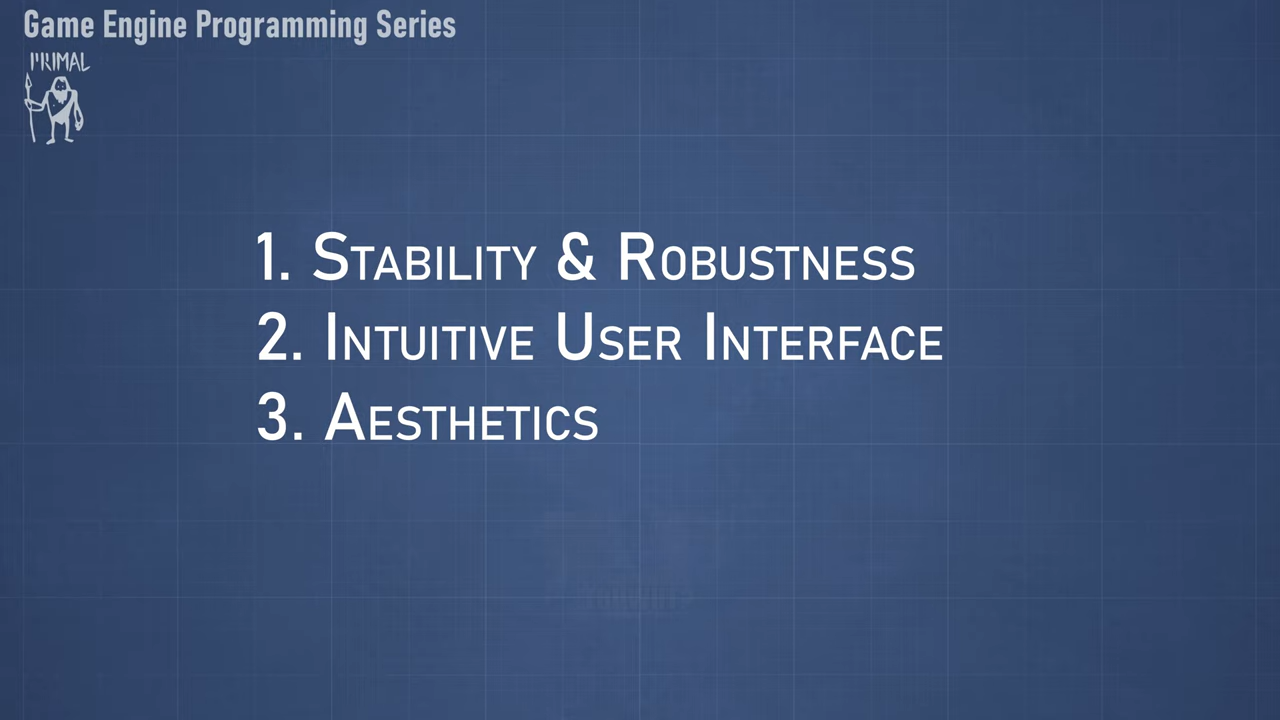 Game Engine Programming Series
PRIMAL
1. Stability & Robustness
2. Intuitive User Interface
3. Aesthetics